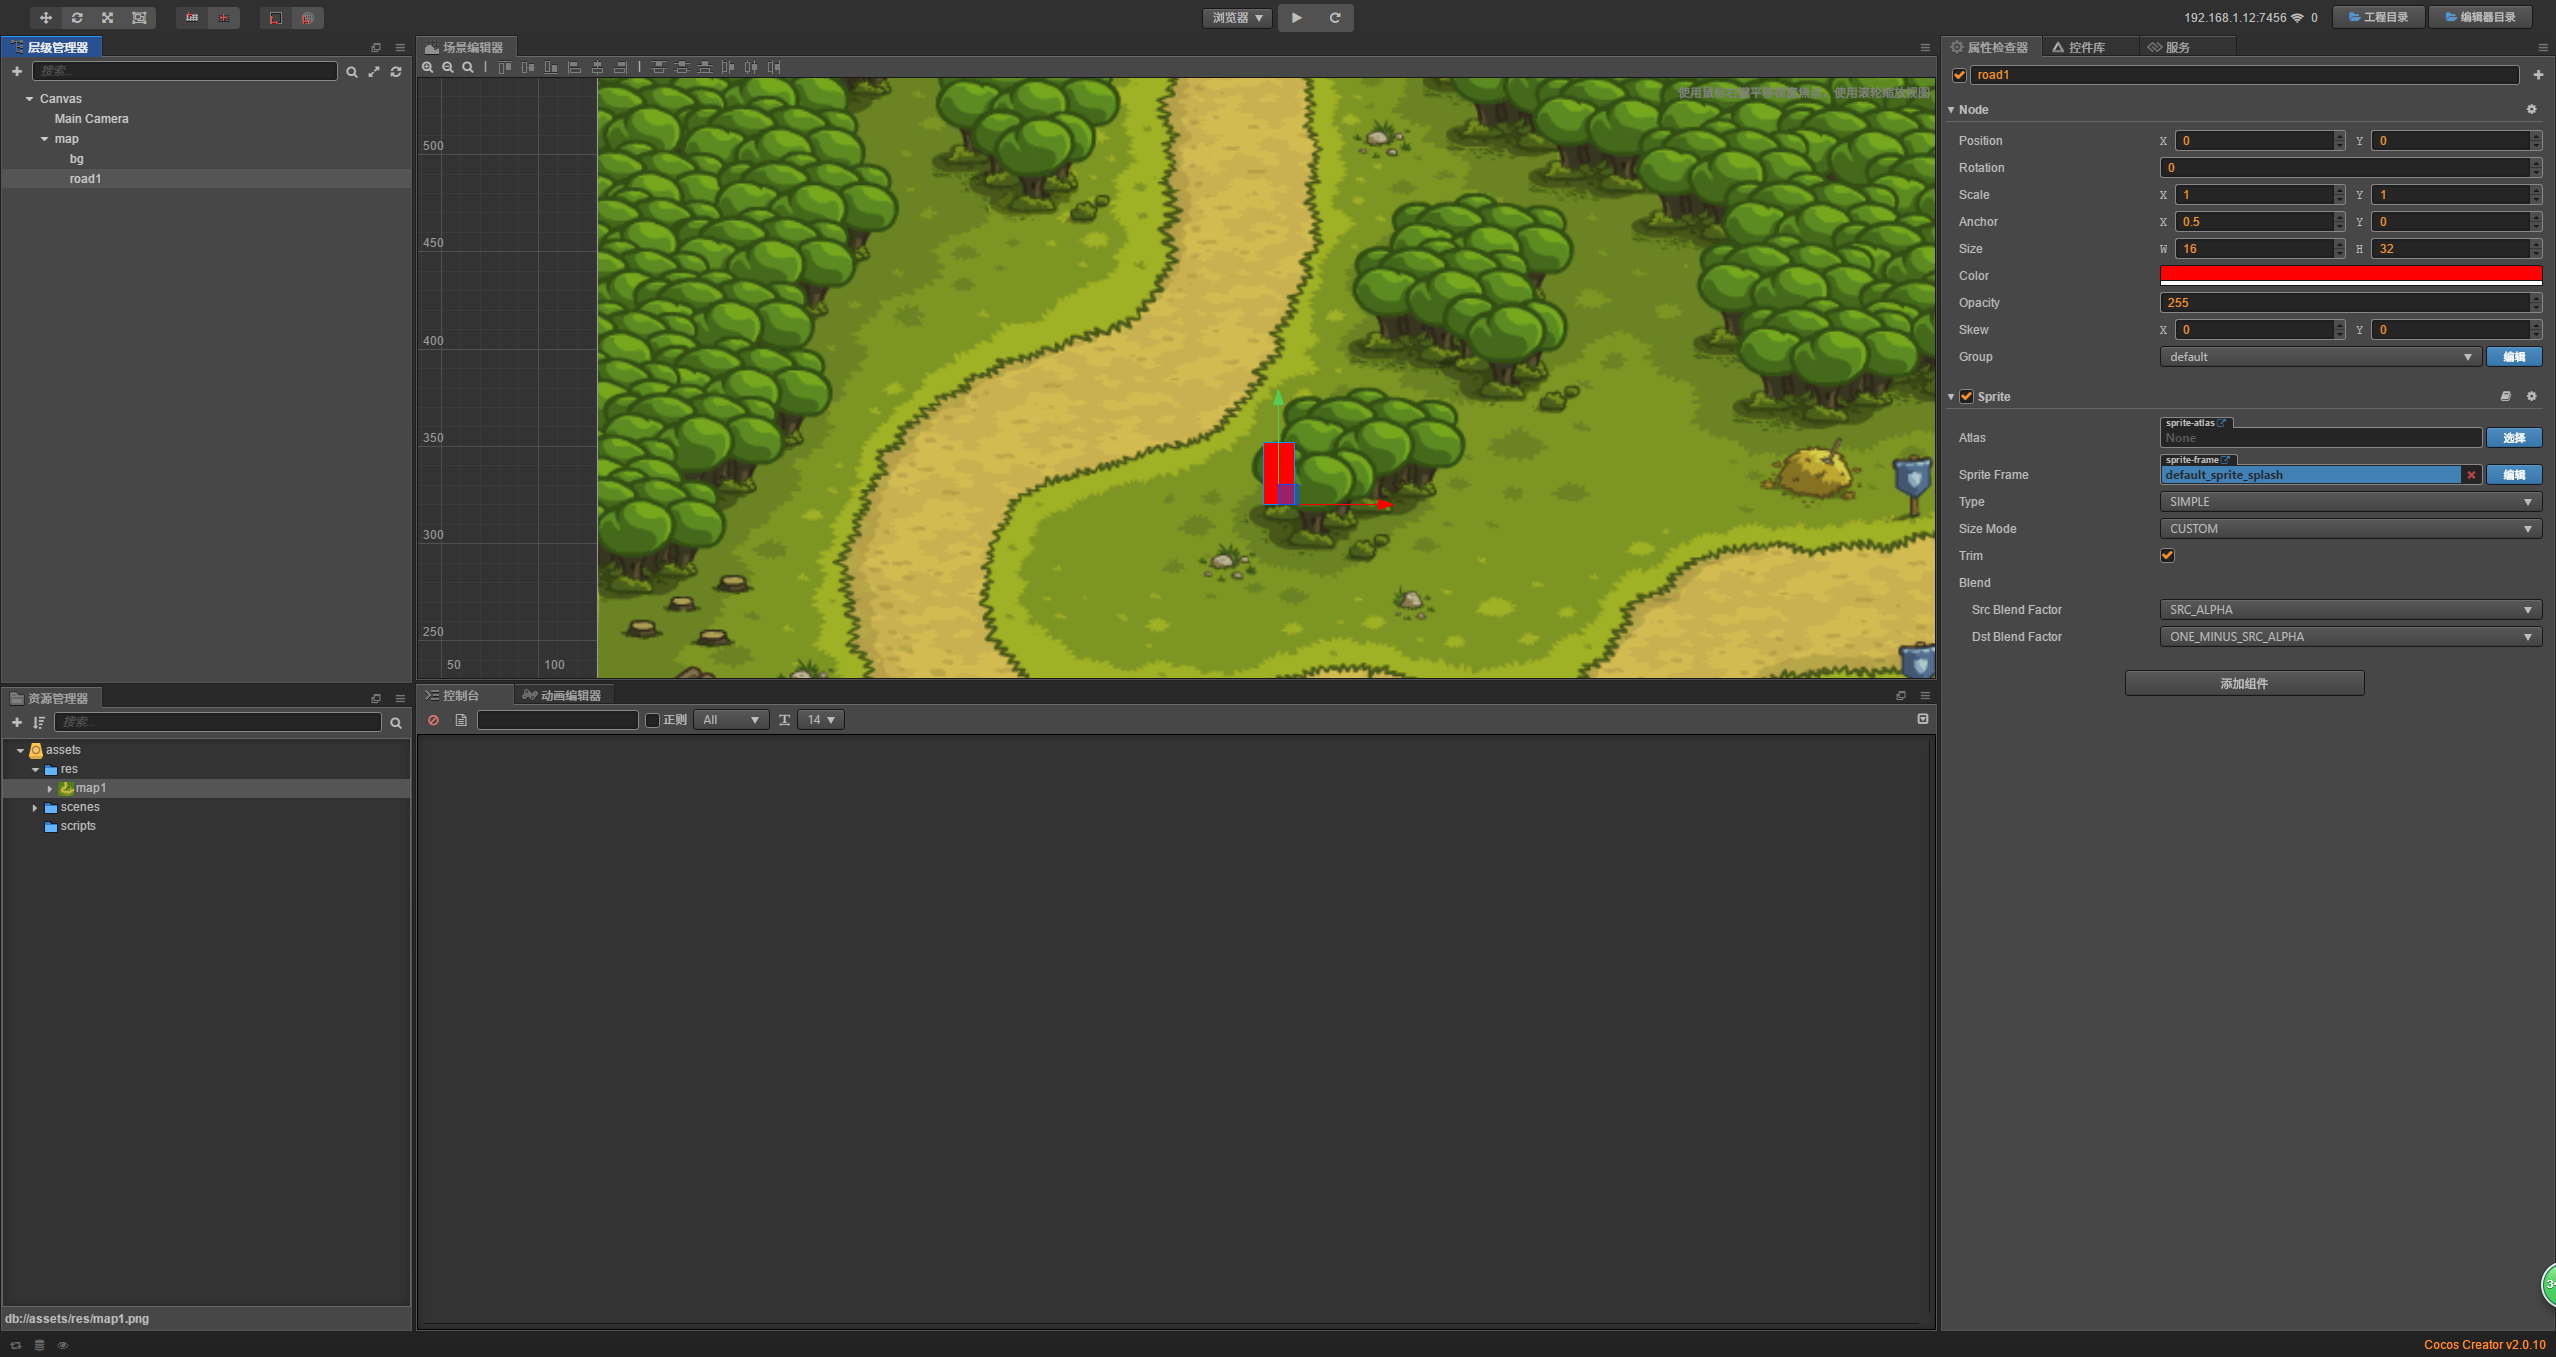 浏览器
192.168.1.12:7456
0
工程目录
编辑器目录
层级管理器
搜索...
Canvas
Main Camera
map
bg
road1
场景编辑器
使用鼠标右键平移视窗焦点，使用滚轮缩放视图
500
450
400
350
300
250
50
100
资源管理器
搜索...
assets
res
map1
scenes
scripts
db://assets/res/map1.png
控制台
动画编辑器
正则
All
14
属性检查器
控件库
服务
road1
Node
Position X 0 Y 0
Rotation 0
Scale X 1 Y 1
Anchor X 0.5 Y 0
Size W 16 H 32
Color
Opacity 255
Skew X 0 Y 0
Group default 编辑
Sprite
sprite-atlas
Atlas None 选择
sprite-frame
Sprite Frame default_sprite_splash 编辑
Type SIMPLE
Size Mode CUSTOM
Trim
Blend
Src Blend Factor SRC_ALPHA
Dst Blend Factor ONE_MINUS_SRC_ALPHA
添加组件
Cocos Creator v2.0.10